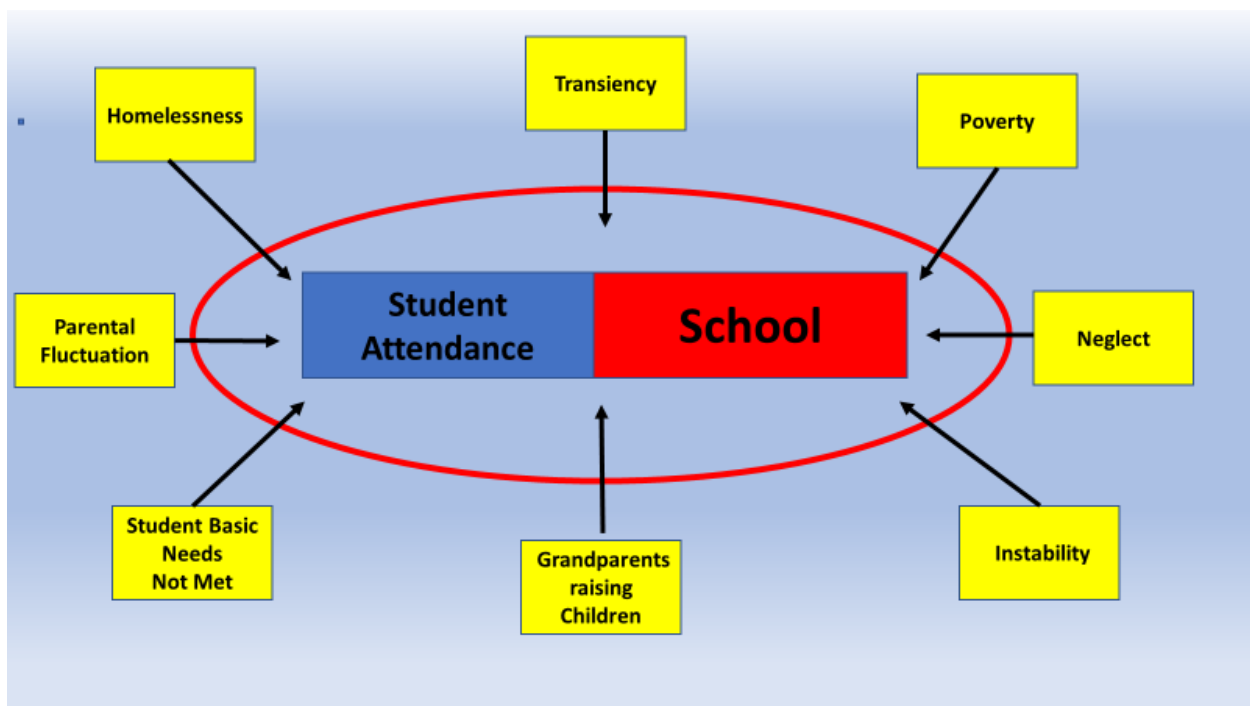 Transiency
Homelessness
Poverty
Student
Attendance
School
Parental
Fluctuation
Neglect
Student Basic
Needs
Not Met
Grandparents
raising
Children
Instability